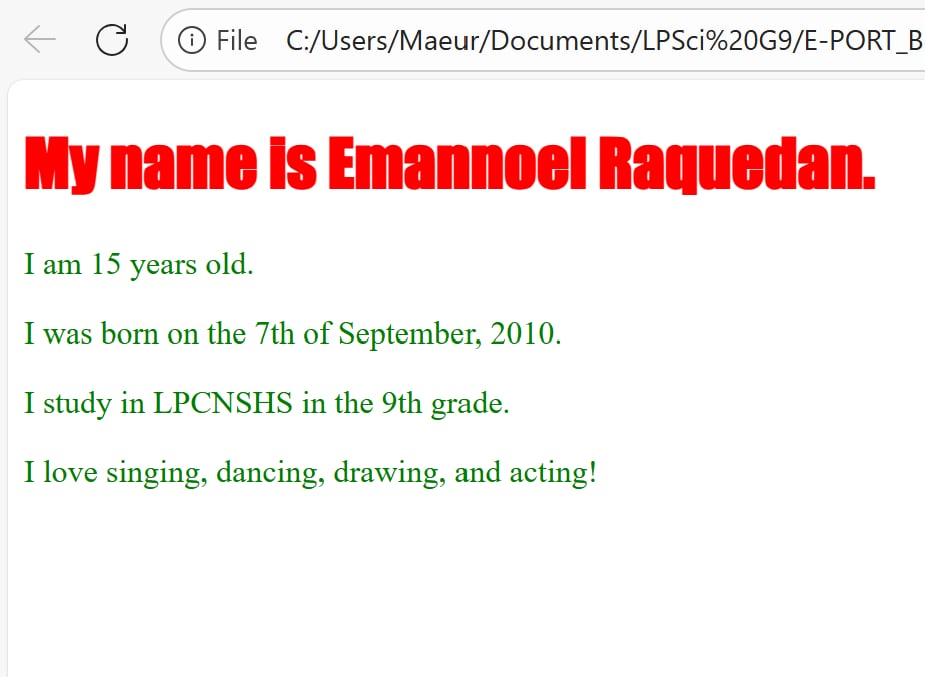 File C:/Users/Maeur/Documents/LPSci%20G9/E-PORT_B
My name is Emannoel Raquedan.
I am 15 years old.
I was born on the 7th of September, 2010.
I study in LPCNSHS in the 9th grade.
I love singing, dancing, drawing, and acting!